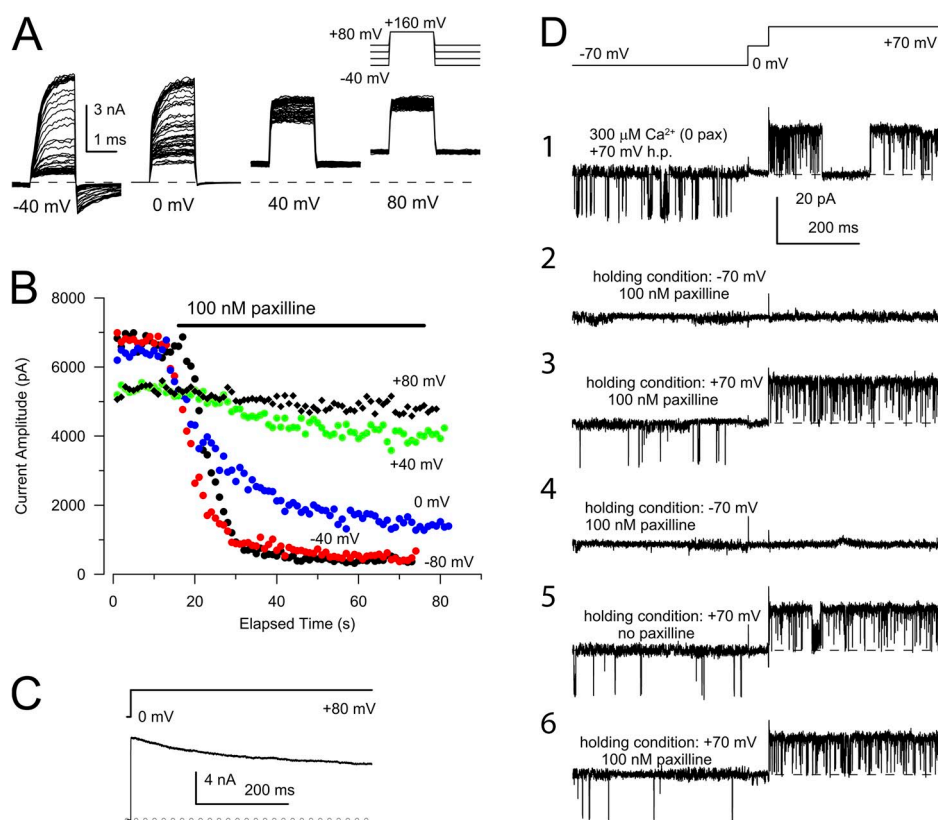 A
+160 mV
+80 mV
-40 mV
3 nA
1 ms
-40 mV
0 mV
40 mV
80 mV
B
100 nM paxilline
8000
6000
4000
2000
0
Current Amplitude (pA)
+80 mV
+40 mV
0 mV
-40 mV
-80 mV
0
20
40
60
80
Elapsed Time (s)
C
0 mV
+80 mV
4 nA
200 ms
D
-70 mV
0 mV
+70 mV
1
300 μM Ca²⁺ (0 pax)
+70 mV h.p.
20 pA
200 ms
2
holding condition: -70 mV
100 nM paxilline
3
holding condition: +70 mV
100 nM paxilline
4
holding condition: -70 mV
100 nM paxilline
5
holding condition: +70 mV
no paxilline
6
holding condition: +70 mV
100 nM paxilline